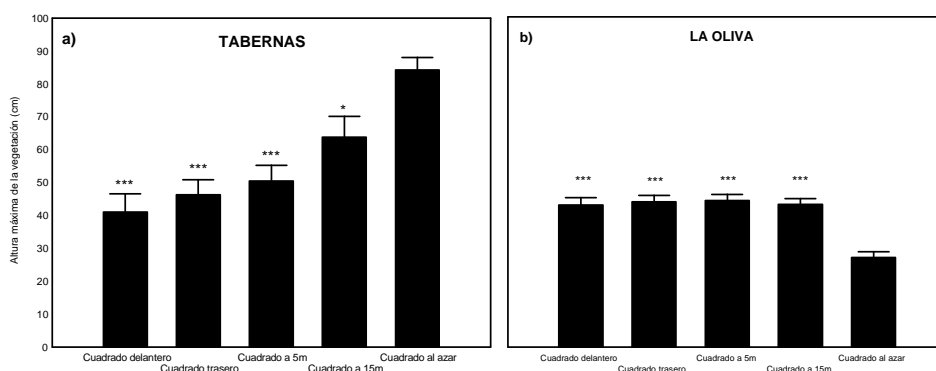 a)
TABERNAS
Altura máxima de la vegetación (cm)
100
90
80
70
60
50
40
30
20
10
0
***
***
***
*
Cuadrado delantero
Cuadrado trasero
Cuadrado a 5m
Cuadrado a 15m
Cuadrado al azar
b)
LA OLIVA
***
***
***
***
Cuadrado delantero
Cuadrado trasero
Cuadrado a 5m
Cuadrado a 15m
Cuadrado al azar